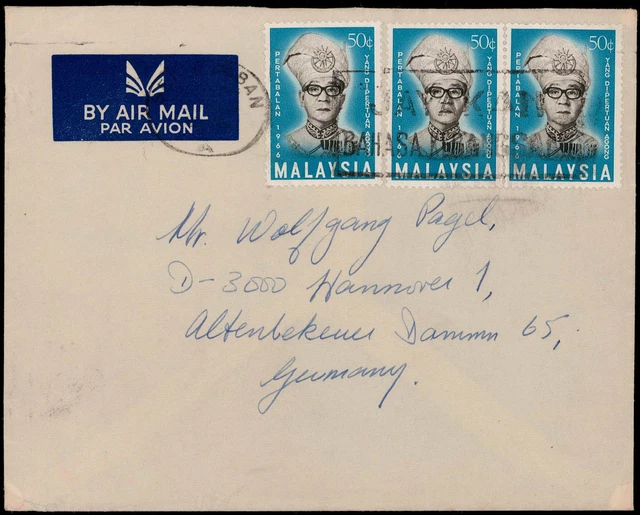 BY AIR MAIL
PAR AVION
50¢
PERTABALAN 1966
YANG DIPERTUAN AGONG
MALAYSIA
50¢
PERTABALAN 1966
YANG DIPERTUAN AGONG
MALAYSIA
50¢
PERTABALAN 1966
YANG DIPERTUAN AGONG
MALAYSIA
BAHASA
Mr. Wolfgang Pagel,
D-3000 Hannover 1,
Altenbekener Damm 65,
Germany.